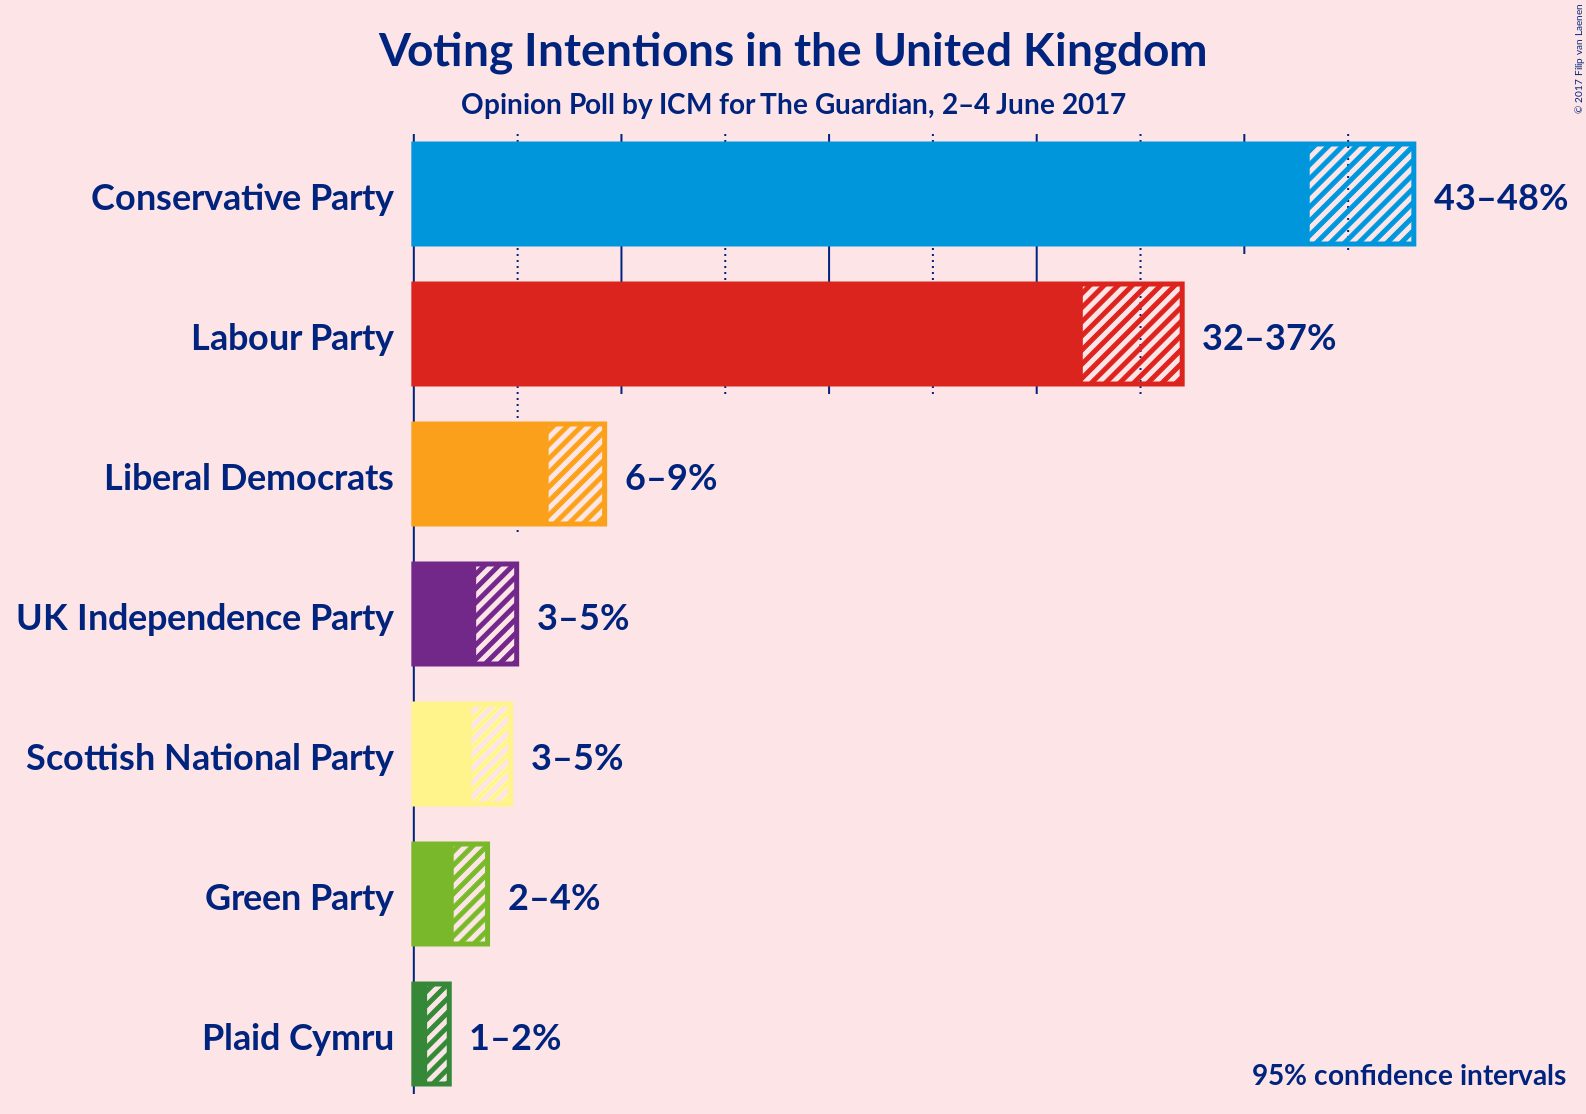 Voting Intentions in the United Kingdom
Opinion Poll by ICM for The Guardian, 2–4 June 2017
© 2017 Filip van Laenen
Conservative Party 43–48%
Labour Party 32–37%
Liberal Democrats 6–9%
UK Independence Party 3–5%
Scottish National Party 3–5%
Green Party 2–4%
Plaid Cymru 1–2%
95% confidence intervals